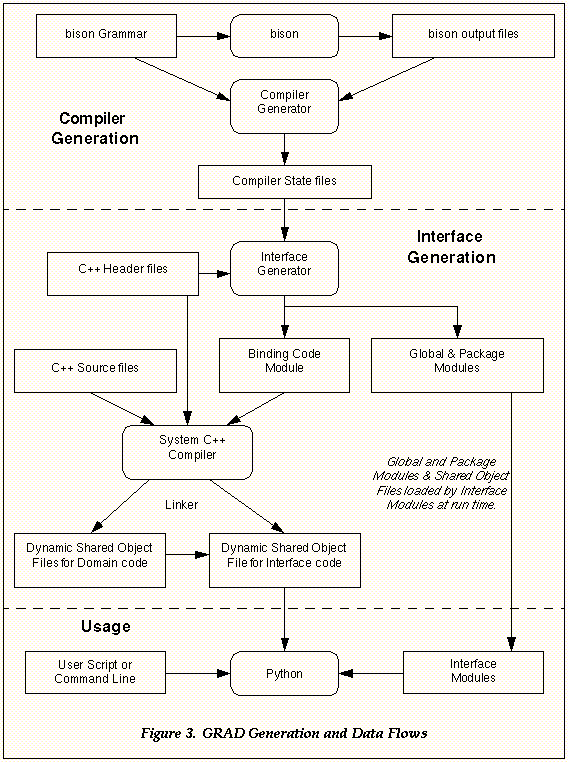 bison Grammar
bison
bison output files
Compiler
Generator
Compiler
Generation
Compiler State files
Interface
Generation
Interface
Generator
C++ Header files
Binding Code
Module
Global & Package
Modules
C++ Source files
System C++
Compiler
Global and Package
Modules & Shared Object
Files loaded by Interface
Modules at run time.
Linker
Dynamic Shared Object
Files for Domain code
Dynamic Shared Object
File for Interface code
Usage
User Script or
Command Line
Python
Interface
Modules
Figure 3. GRAD Generation and Data Flows